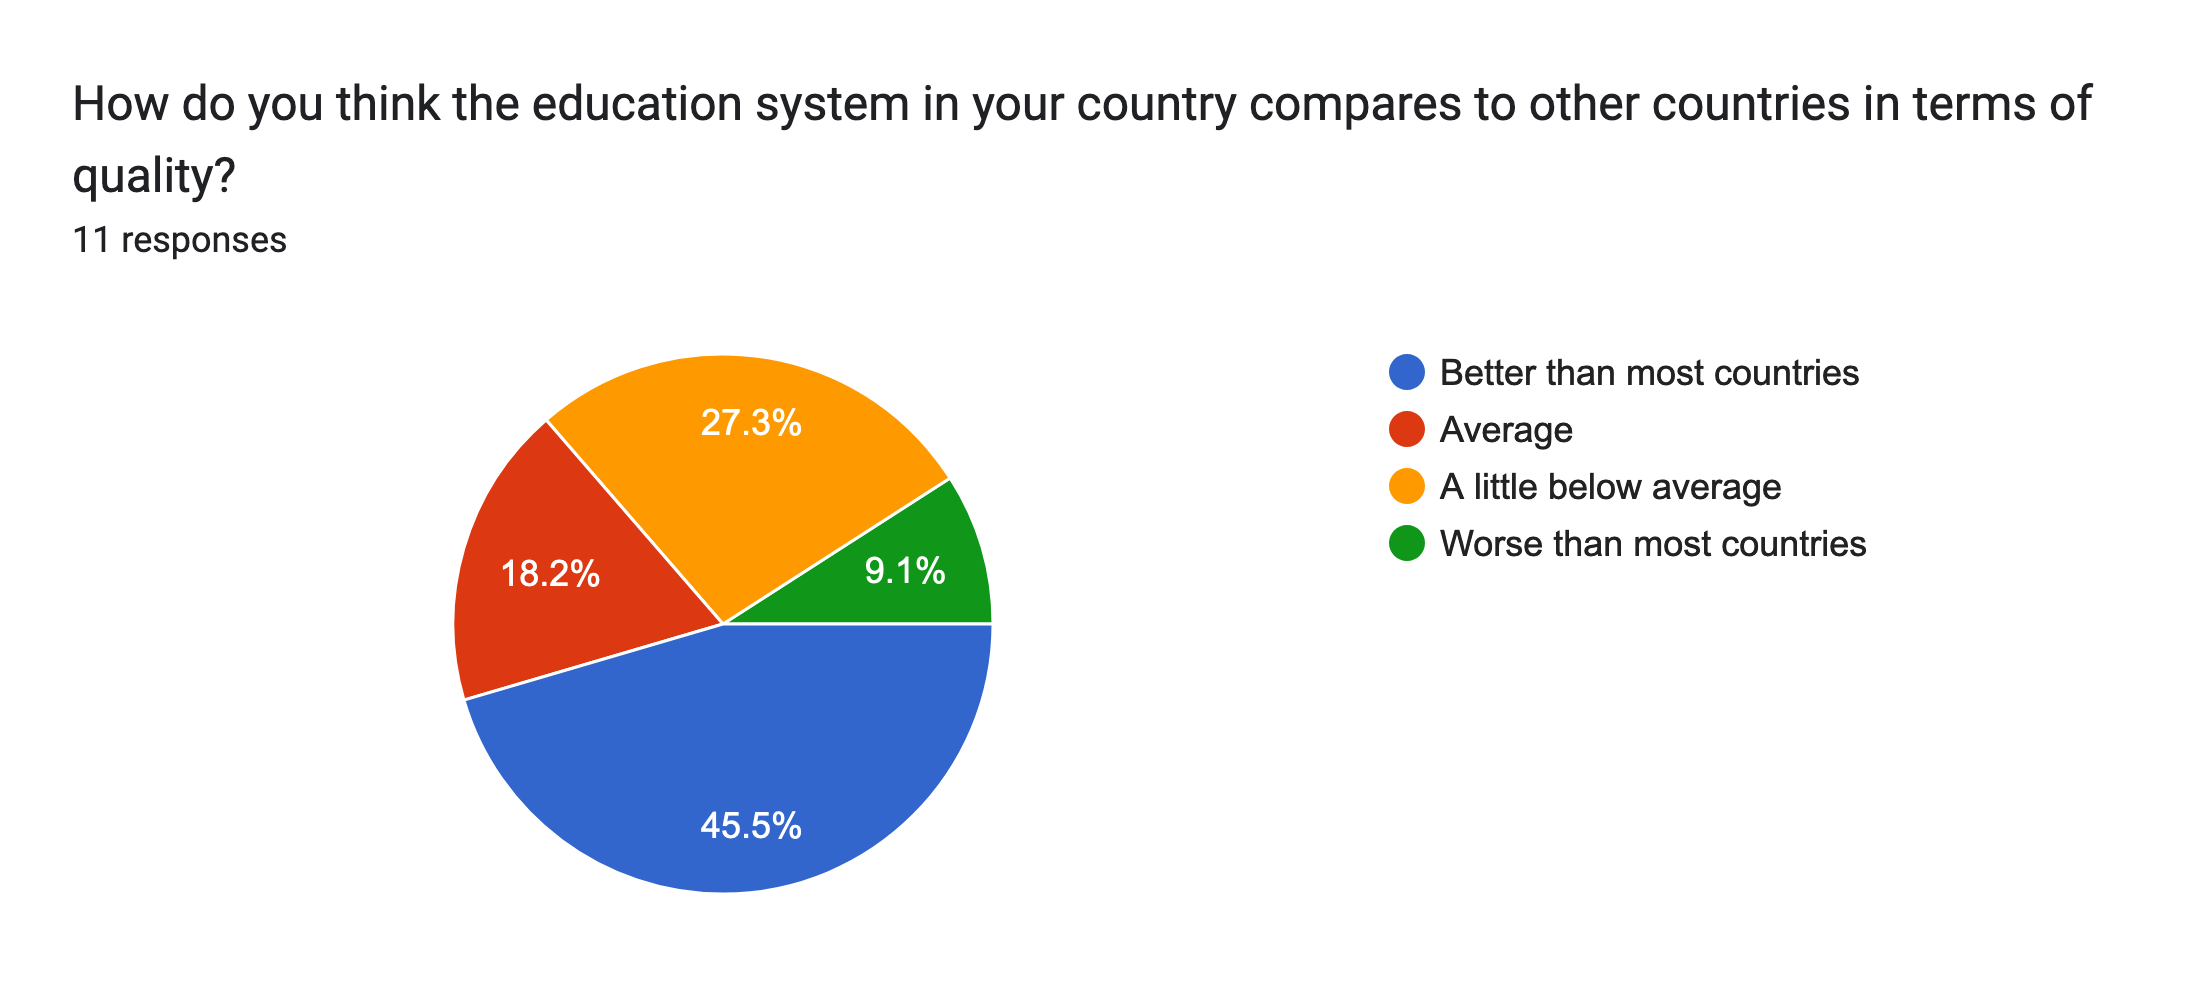 How do you think the education system in your country compares to other countries in terms of
quality?
11 responses
Better than most countries
Average
A little below average
Worse than most countries
27.3%
9.1%
18.2%
45.5%